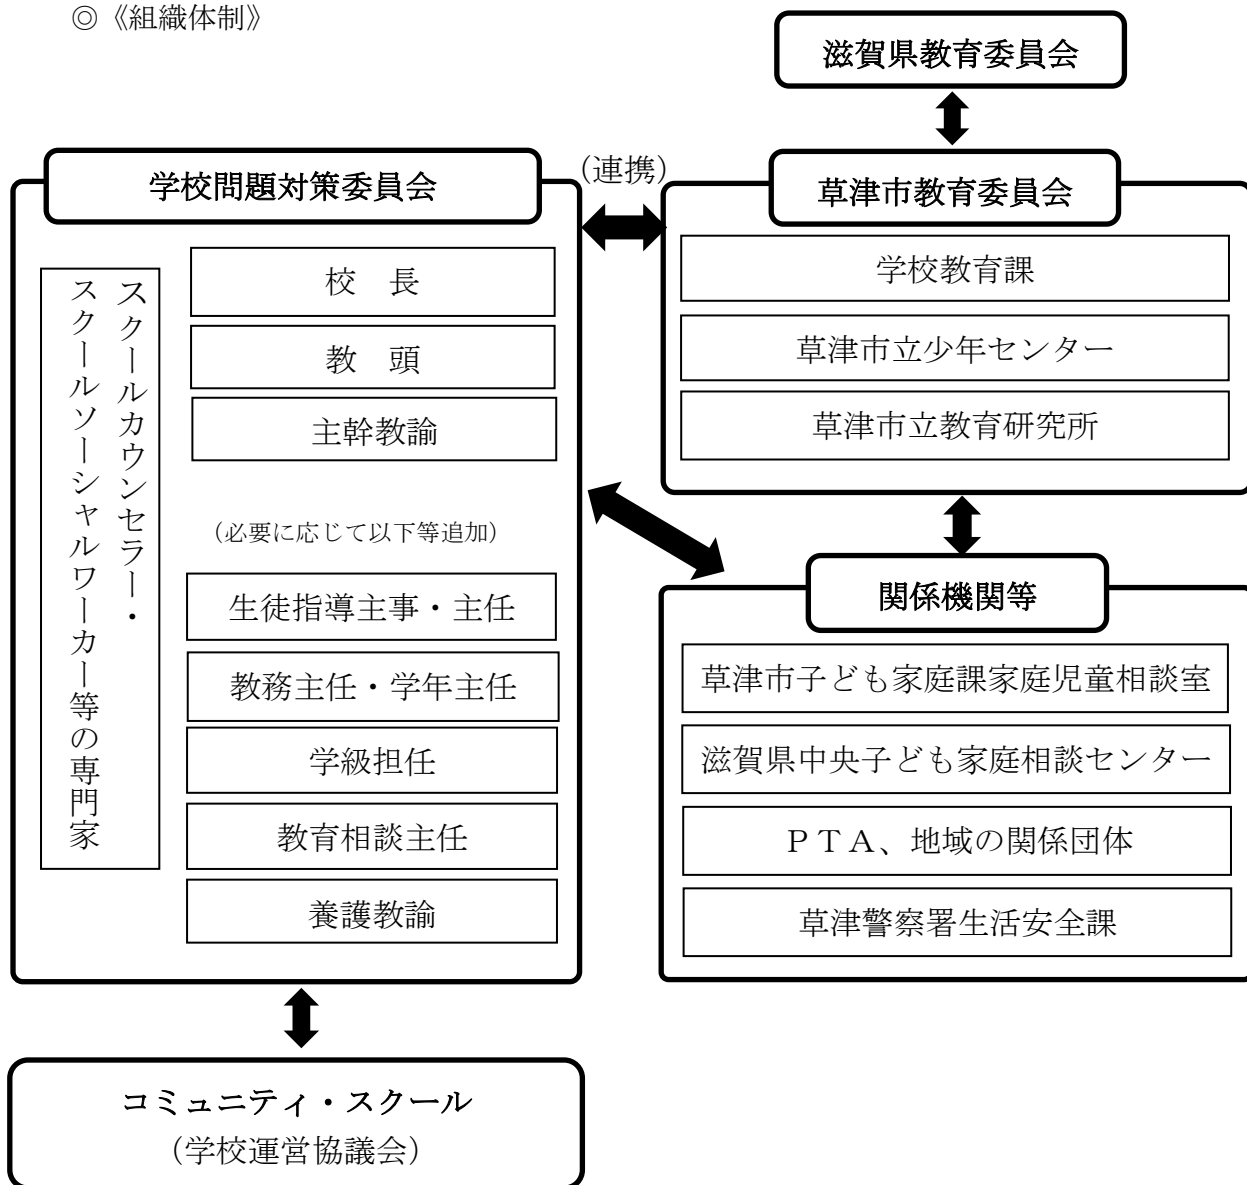 ◎《組織体制》
滋賀県教育委員会
学校問題対策委員会
(連携)
草津市教育委員会
スクールカウンセラー・
スクールソーシャルワーカー等の専門家
校　長
教　頭
主幹教諭
（必要に応じて以下等追加）
生徒指導主事・主任
教務主任・学年主任
学級担任
教育相談主任
養護教諭
学校教育課
草津市立少年センター
草津市立教育研究所
関係機関等
草津市子ども家庭課家庭児童相談室
滋賀県中央子ども家庭相談センター
ＰＴＡ、地域の関係団体
草津警察署生活安全課
コミュニティ・スクール
（学校運営協議会）